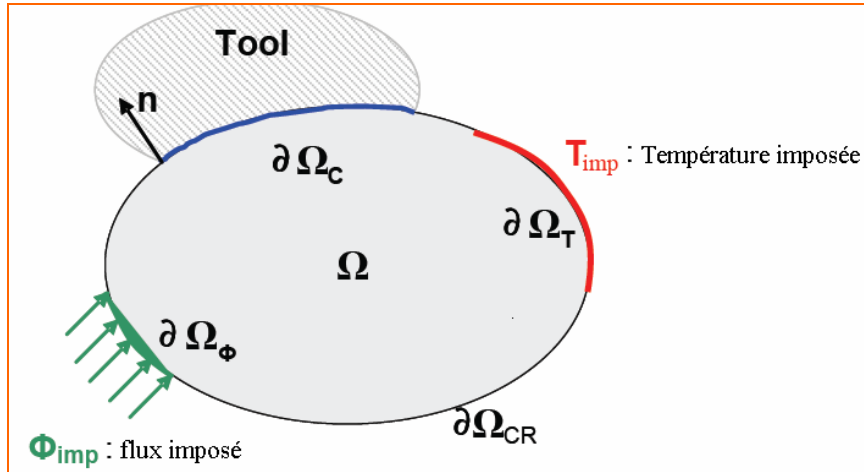 Tool
n
∂Ω_C
T_imp : Température imposée
∂Ω_T
Ω
∂Ω_Φ
∂Ω_CR
Φ_imp : flux imposé